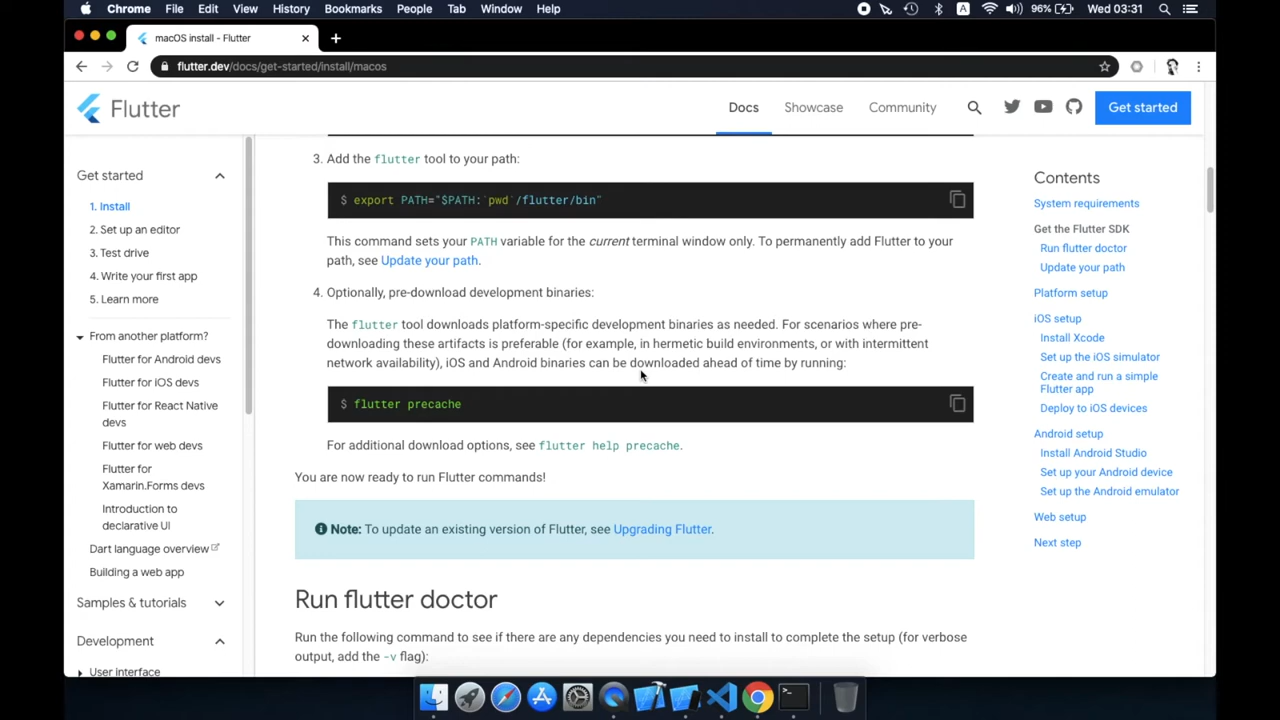 Chrome File Edit View History Bookmarks People Tab Window Help A 96% Wed 03:31
macOS install - Flutter
flutter.dev/docs/get-started/install/macos
Flutter Docs Showcase Community Get started
Get started
1. Install
2. Set up an editor
3. Test drive
4. Write your first app
5. Learn more
From another platform?
Flutter for Android devs
Flutter for iOS devs
Flutter for React Native
devs
Flutter for web devs
Flutter for
Xamarin.Forms devs
Introduction to
declarative UI
Dart language overview
Building a web app
Samples & tutorials
Development
User interface
3. Add the flutter tool to your path:
$ export PATH="$PATH:`pwd`/flutter/bin"
This command sets your PATH variable for the current terminal window only. To permanently add Flutter to your
path, see Update your path.
4. Optionally, pre-download development binaries:
The flutter tool downloads platform-specific development binaries as needed. For scenarios where pre-
downloading these artifacts is preferable (for example, in hermetic build environments, or with intermittent
network availability), iOS and Android binaries can be downloaded ahead of time by running:
$ flutter precache
For additional download options, see flutter help precache.
You are now ready to run Flutter commands!
Note: To update an existing version of Flutter, see Upgrading Flutter.
Run flutter doctor
Run the following command to see if there are any dependencies you need to install to complete the setup (for verbose
output, add the -v flag):
Contents
System requirements
Get the Flutter SDK
Run flutter doctor
Update your path
Platform setup
iOS setup
Install Xcode
Set up the iOS simulator
Create and run a simple
Flutter app
Deploy to iOS devices
Android setup
Install Android Studio
Set up your Android device
Set up the Android emulator
Web setup
Next step